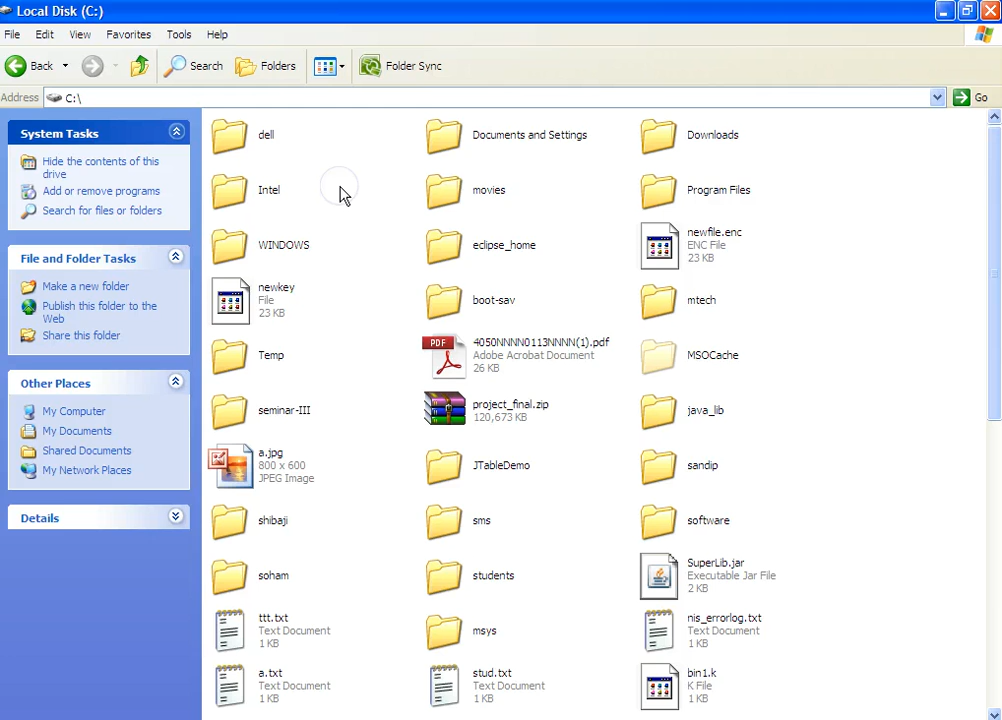 Local Disk (C:)
File Edit View Favorites Tools Help
Back Search Folders Folder Sync
Address C:\ Go
System Tasks
Hide the contents of this
drive
Add or remove programs
Search for files or folders
File and Folder Tasks
Make a new folder
Publish this folder to the
Web
Share this folder
Other Places
My Computer
My Documents
Shared Documents
My Network Places
Details
dell
Documents and Settings
Downloads
Intel
movies
Program Files
WINDOWS
eclipse_home
newfile.enc
ENC File
23 KB
newkey
File
23 KB
boot-sav
mtech
Temp
PDF
4050NNNN0113NNNN(1).pdf
Adobe Acrobat Document
26 KB
MSOCache
seminar-III
project_final.zip
120,673 KB
java_lib
a.jpg
800 x 600
JPEG Image
JTableDemo
sandip
shibaji
sms
software
soham
students
SuperLib.jar
Executable Jar File
2 KB
ttt.txt
Text Document
1 KB
msys
nis_errorlog.txt
Text Document
1 KB
a.txt
Text Document
1 KB
stud.txt
Text Document
1 KB
bin1.k
K File
1 KB